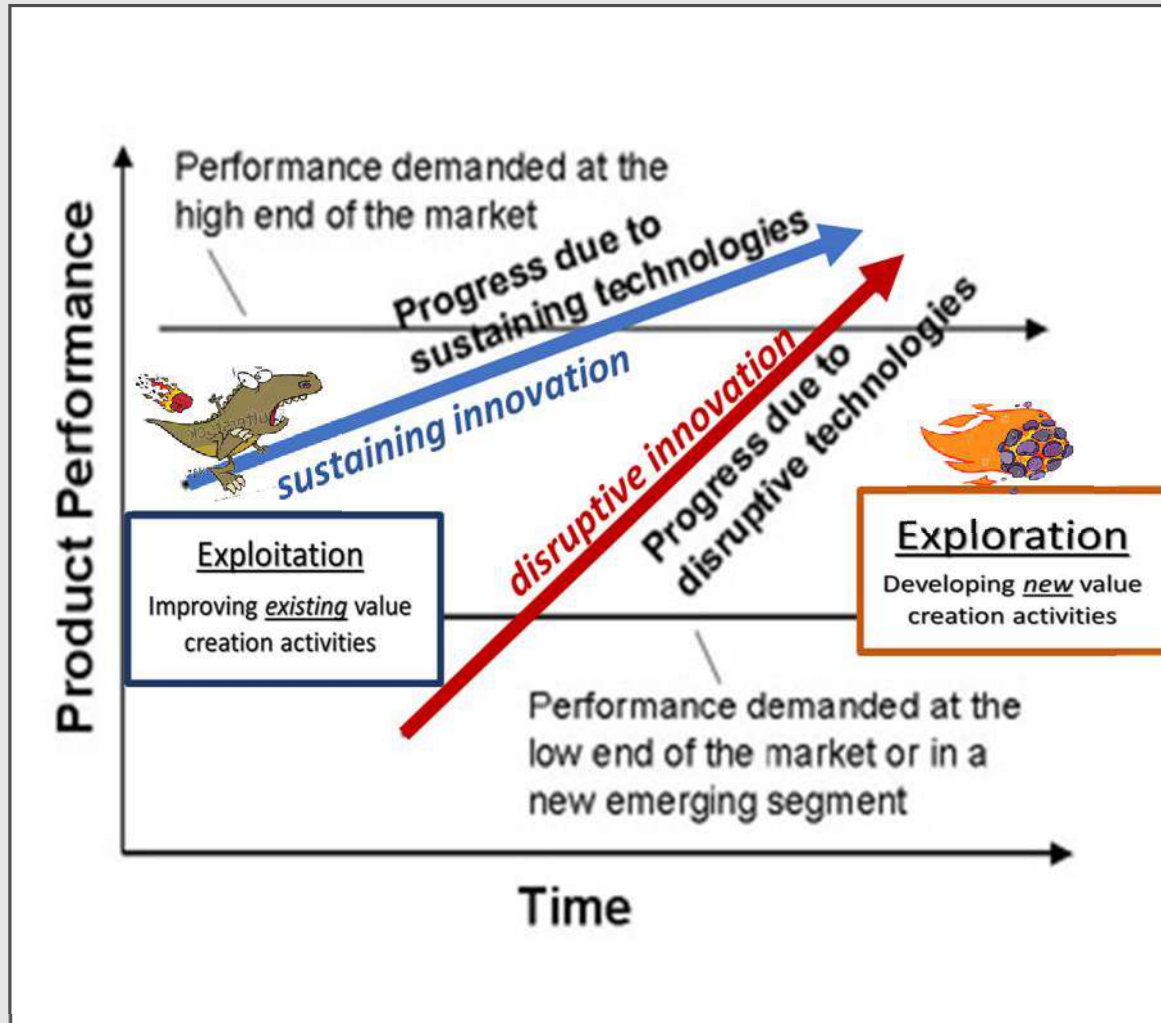 Performance demanded at the
high end of the market
Progress due to
sustaining technologies
sustaining innovation
disruptive innovation
Progress due to
disruptive technologies
Product Performance
Exploitation
Improving existing value
creation activities
Exploration
Developing new value
creation activities
Performance demanded at the
low end of the market or in a
new emerging segment
Time